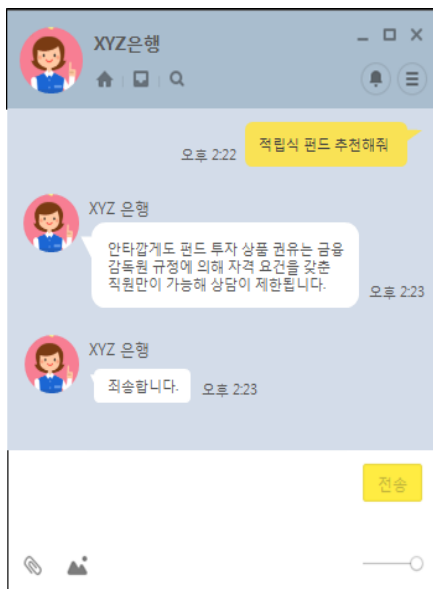 XYZ은행
적립식 펀드 추천해줘
오후 2:22
XYZ 은행
안타깝게도 펀드 투자 상품 권유는 금융
감독원 규정에 의해 자격 요건을 갖춘
직원만이 가능해 상담이 제한됩니다.
오후 2:23
XYZ 은행
죄송합니다.
오후 2:23
전송